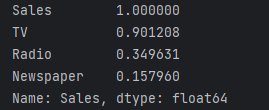 Sales        1.000000
TV           0.901208
Radio        0.349631
Newspaper    0.157960
Name: Sales, dtype: float64